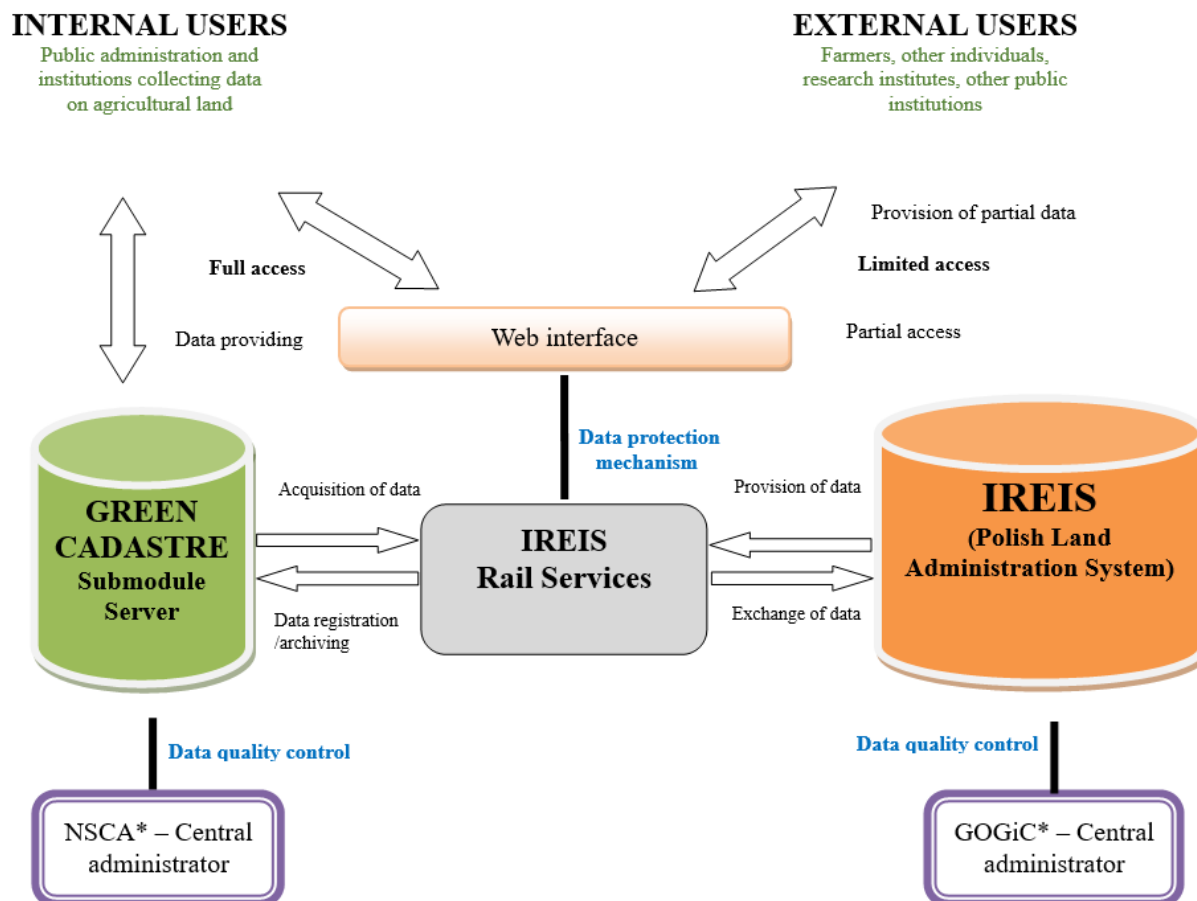 INTERNAL USERS
Public administration and
institutions collecting data
on agricultural land
EXTERNAL USERS
Farmers, other individuals,
research institutes, other public
institutions
Provision of partial data
Full access
Limited access
Data providing
Web interface
Partial access
Data protection
mechanism
GREEN
CADASTRE
Submodule
Server
Acquisition of data
Data registration
/archiving
IREIS
Rail Services
Provision of data
Exchange of data
IREIS
(Polish Land
Administration System)
Data quality control
Data quality control
NSCA* – Central
administrator
GOGiC* – Central
administrator